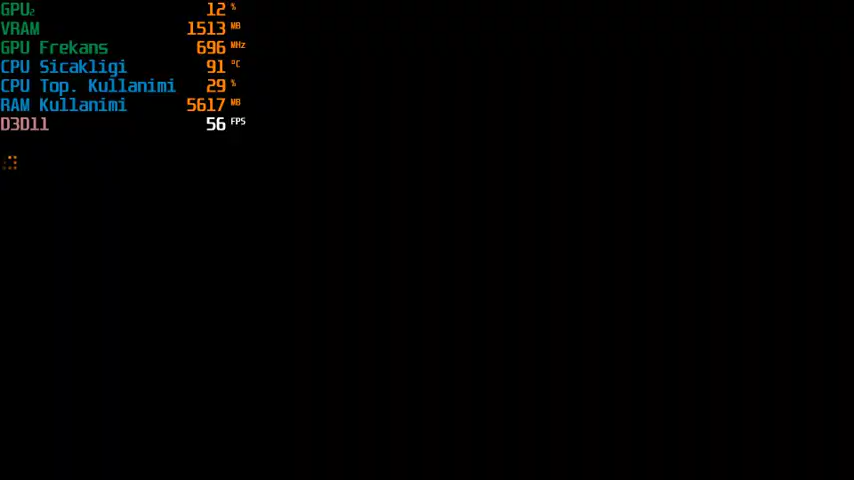 GPU₂ 12 %
VRAM 1513 MB
GPU Frekans 696 MHz
CPU Sicakligi 91 °C
CPU Top. Kullanimi 29 %
RAM Kullanimi 5617 MB
D3D11 56 FPS